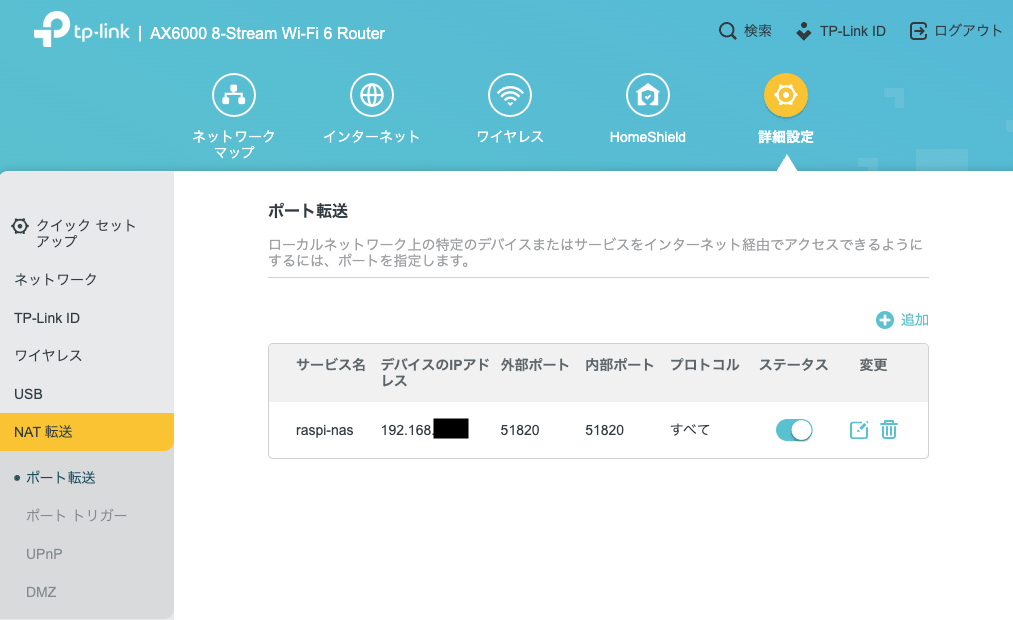 tp-link | AX6000 8-Stream Wi-Fi 6 Router
検索
TP-Link ID
ログアウト
ネットワーク
マップ
インターネット
ワイヤレス
HomeShield
詳細設定
クイック セット
アップ
ネットワーク
TP-Link ID
ワイヤレス
USB
NAT 転送
ポート転送
ポート トリガー
UPnP
DMZ
ポート転送
ローカルネットワーク上の特定のデバイスまたはサービスをインターネット経由でアクセスできるように
するには、ポートを指定します。
追加
サービス名 デバイスのIPアド 外部ポート 内部ポート プロトコル ステータス 変更
レス
raspi-nas 192.168. 51820 51820 すべて